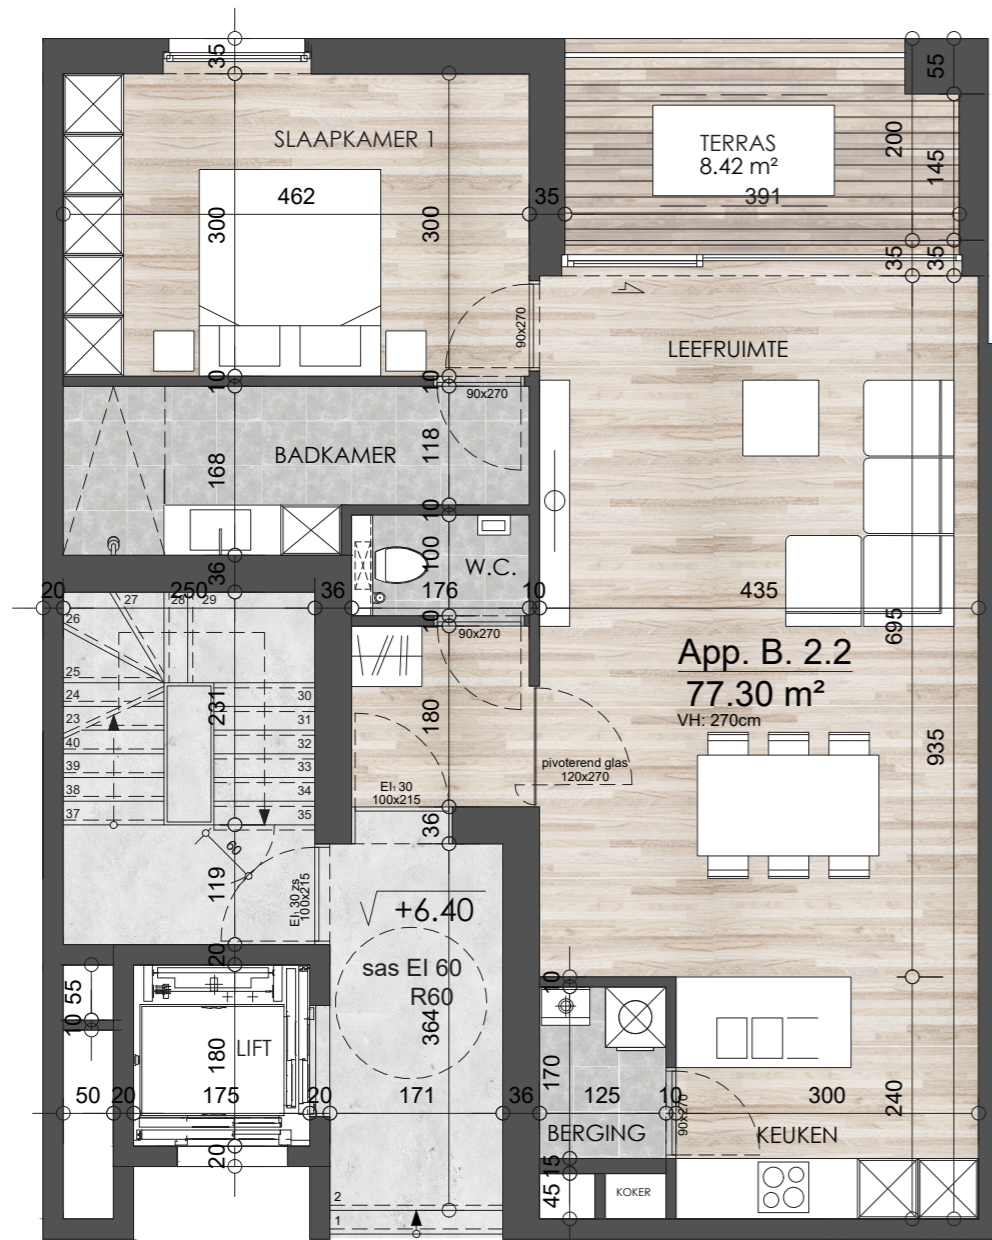 35
55
SLAAPKAMER 1
TERRAS
8.42 m²
200
145
462
35
391
300
300
35
35
90x270
LEEFRUIMTE
10
10
90x270
BADKAMER
118
168
10
100
W.C.
36
20
250
36
176
10
435
27
28
29
26
10
90x270
695
App. B. 2.2
77.30 m²
VH: 270cm
25
24
23
40
39
38
37
231
30
31
32
33
34
35
180
935
pivoterend glas
120x270
EI₁ 30
100x215
36
60
119
EI₁ 30 zs
100x215
+6.40
20
sas EI 60
R60
364
55
10
10
LIFT
180
170
50
20
175
20
171
36
125
10
300
240
90x270
BERGING
KEUKEN
20
15
45
KOKER
2
1